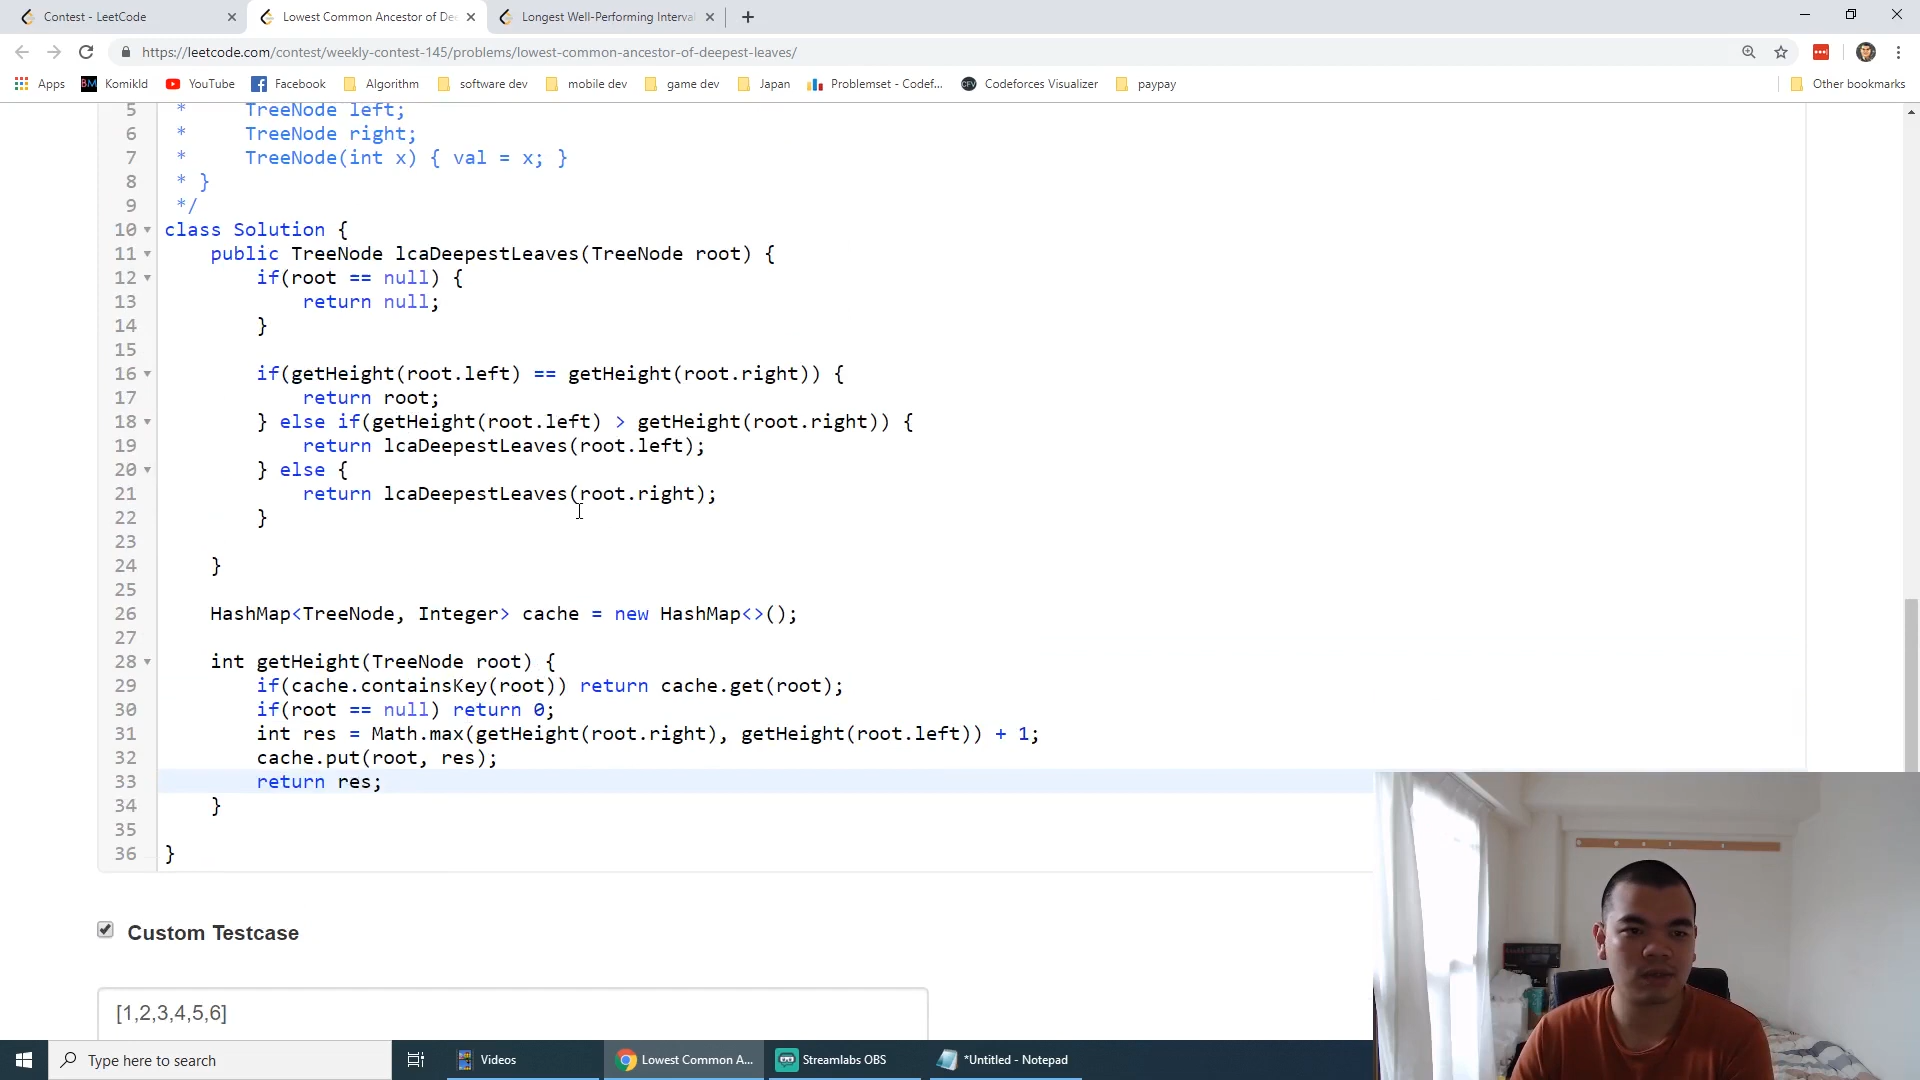 Contest - LeetCode
Lowest Common Ancestor of De
Longest Well-Performing Interva
https://leetcode.com/contest/weekly-contest-145/problems/lowest-common-ancestor-of-deepest-leaves/
Apps
BM Komikld
YouTube
Facebook
Algorithm
software dev
mobile dev
game dev
Japan
Problemset - Codef...
CFV Codeforces Visualizer
paypay
Other bookmarks
5 * TreeNode left;
6 * TreeNode right;
7 * TreeNode(int x) { val = x; }
8 * }
9 */
10 class Solution {
11 public TreeNode lcaDeepestLeaves(TreeNode root) {
12 if(root == null) {
13 return null;
14 }
15
16 if(getHeight(root.left) == getHeight(root.right)) {
17 return root;
18 } else if(getHeight(root.left) > getHeight(root.right)) {
19 return lcaDeepestLeaves(root.left);
20 } else {
21 return lcaDeepestLeaves(root.right);
22 }
23
24 }
25
26 HashMap<TreeNode, Integer> cache = new HashMap<>();
27
28 int getHeight(TreeNode root) {
29 if(cache.containsKey(root)) return cache.get(root);
30 if(root == null) return 0;
31 int res = Math.max(getHeight(root.right), getHeight(root.left)) + 1;
32 cache.put(root, res);
33 return res;
34 }
35
36 }
Custom Testcase
[1,2,3,4,5,6]
Type here to search
Videos
Lowest Common A...
Streamlabs OBS
*Untitled - Notepad